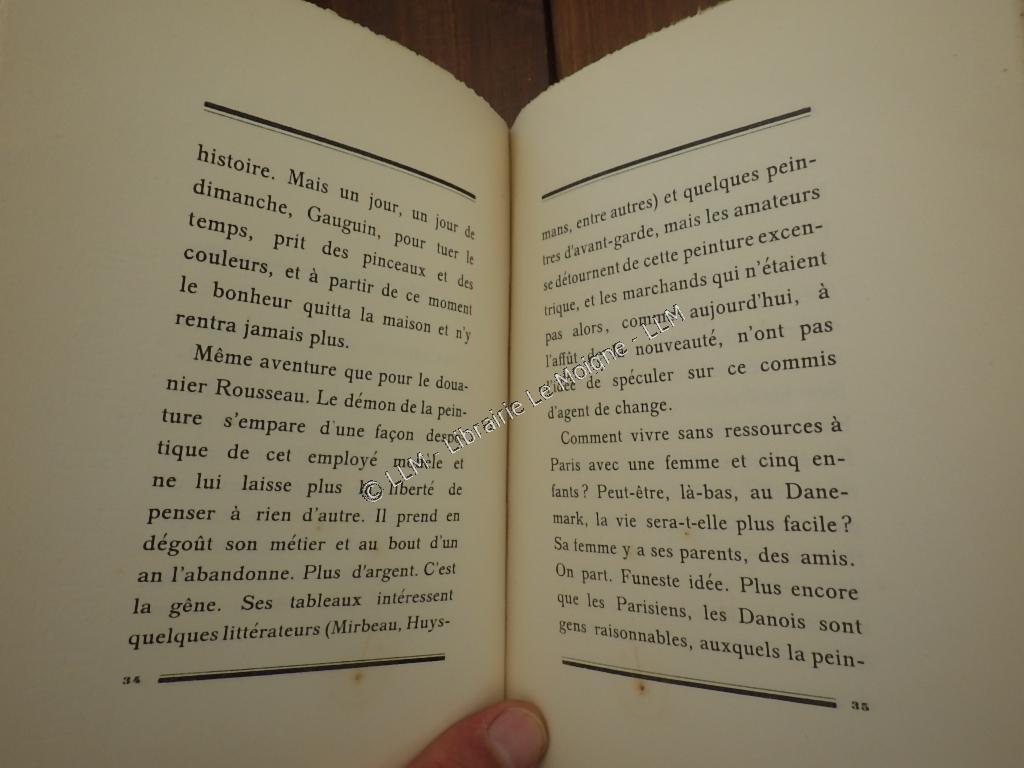 histoire. Mais un jour, un jour de
dimanche, Gauguin, pour tuer le
temps, prit des pinceaux et des
couleurs, et à partir de ce moment
le bonheur quitta la maison et n'y
rentra jamais plus.
Même aventure que pour le doua-
nier Rousseau. Le démon de la pein-
ture s'empare d'une façon despo-
tique de cet employé modèle et
ne lui laisse plus la liberté de
penser à rien d'autre. Il prend en
dégoût son métier et au bout d'un
an l'abandonne. Plus d'argent. C'est
la gêne. Ses tableaux intéressent
quelques littérateurs (Mirbeau, Huys-
34
mans, entre autres) et quelques pein-
tres d'avant-garde, mais les amateurs
se détournent de cette peinture excen-
trique, et les marchands qui n'étaient
pas alors, comme aujourd'hui, à
l'affût de la nouveauté, n'ont pas
l'idée de spéculer sur ce commis
d'agent de change.
Comment vivre sans ressources à
Paris avec une femme et cinq en-
fants? Peut-être, là-bas, au Dane-
mark, la vie sera-t-elle plus facile?
Sa femme y a ses parents, des amis.
On part. Funeste idée. Plus encore
que les Parisiens, les Danois sont
gens raisonnables, auxquels la pein-
35
© LLM - Librairie Le Moigne - LLM